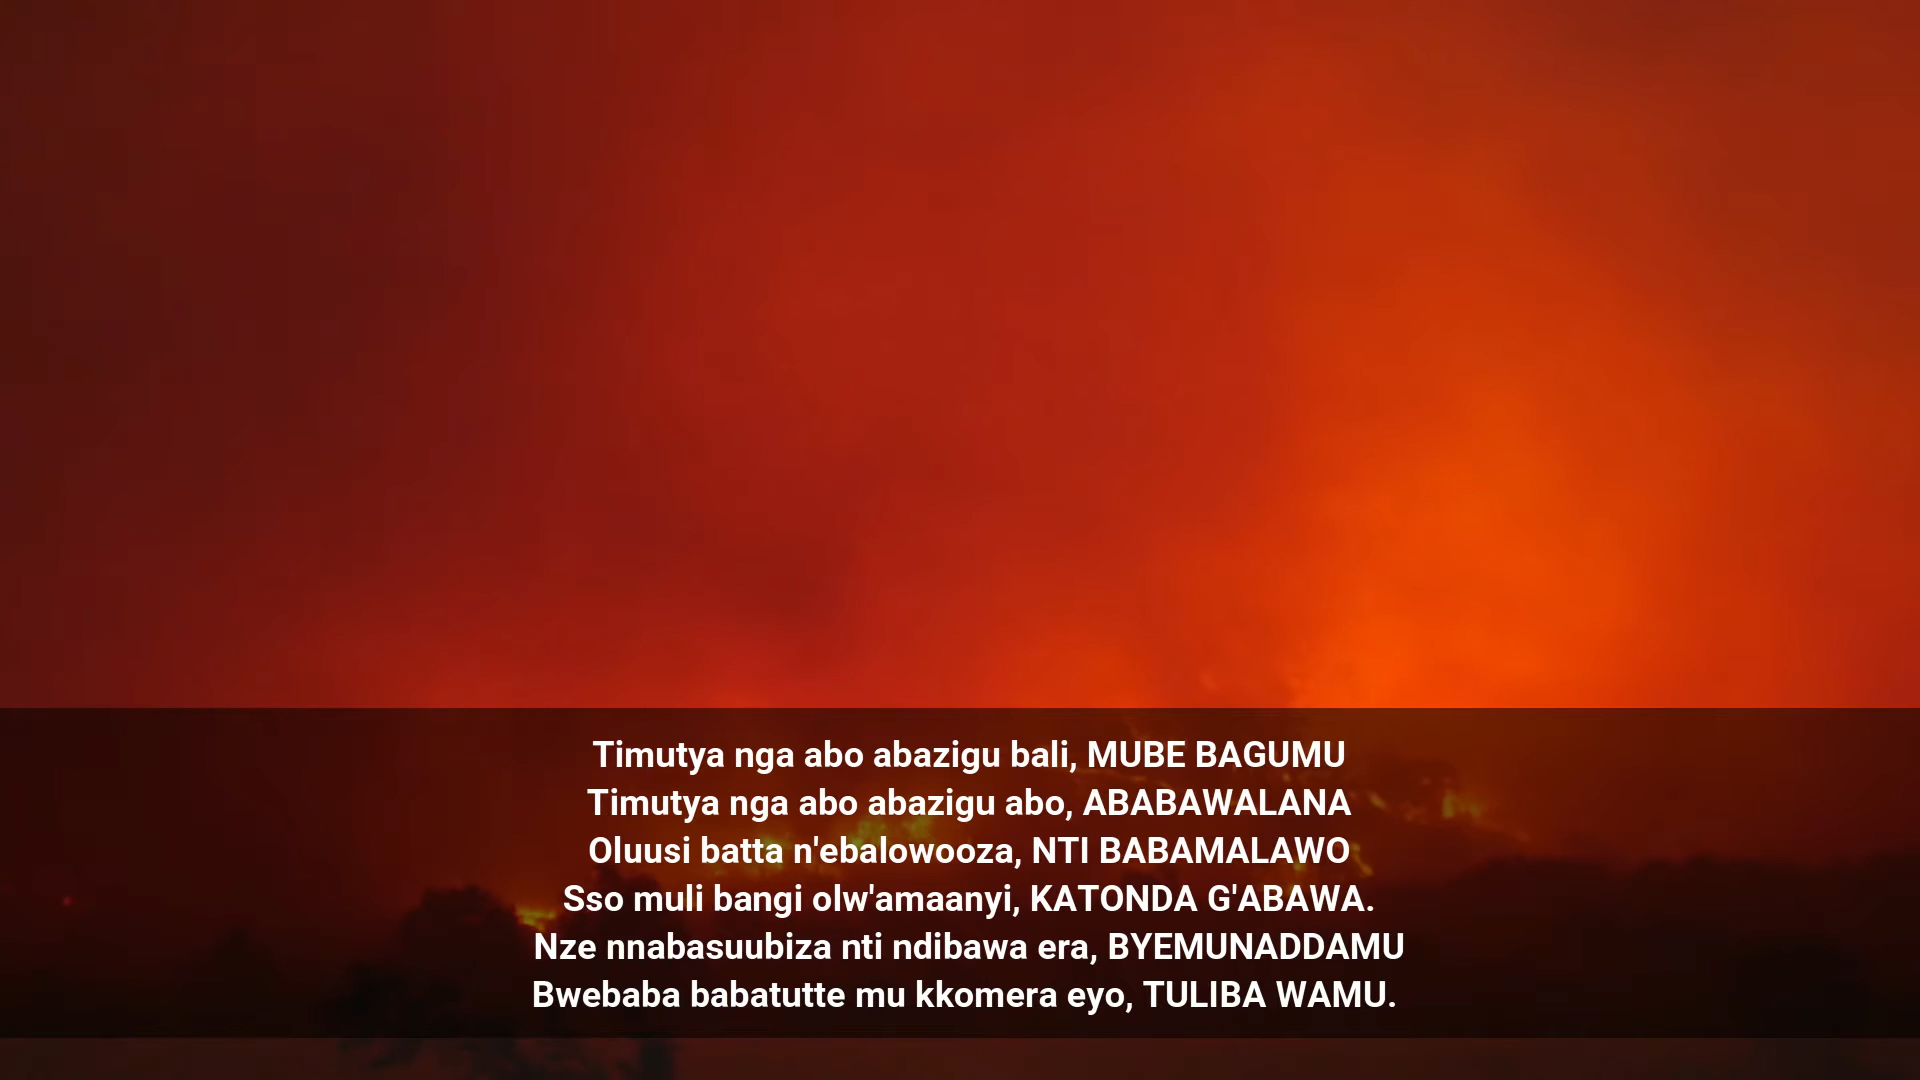 Timutya nga abo abazigu bali, MUBE BAGUMU
Timutya nga abo abazigu abo, ABABAWALANA
Oluusi batta n'ebalowooza, NTI BABAMALAWO
Sso muli bangi olw'amaanyi, KATONDA G'ABAWA.
Nze nnabasuubiza nti ndibawa era, BYEMUNADDAMU
Bwebaba babatutte mu kkomera eyo, TULIBA WAMU.